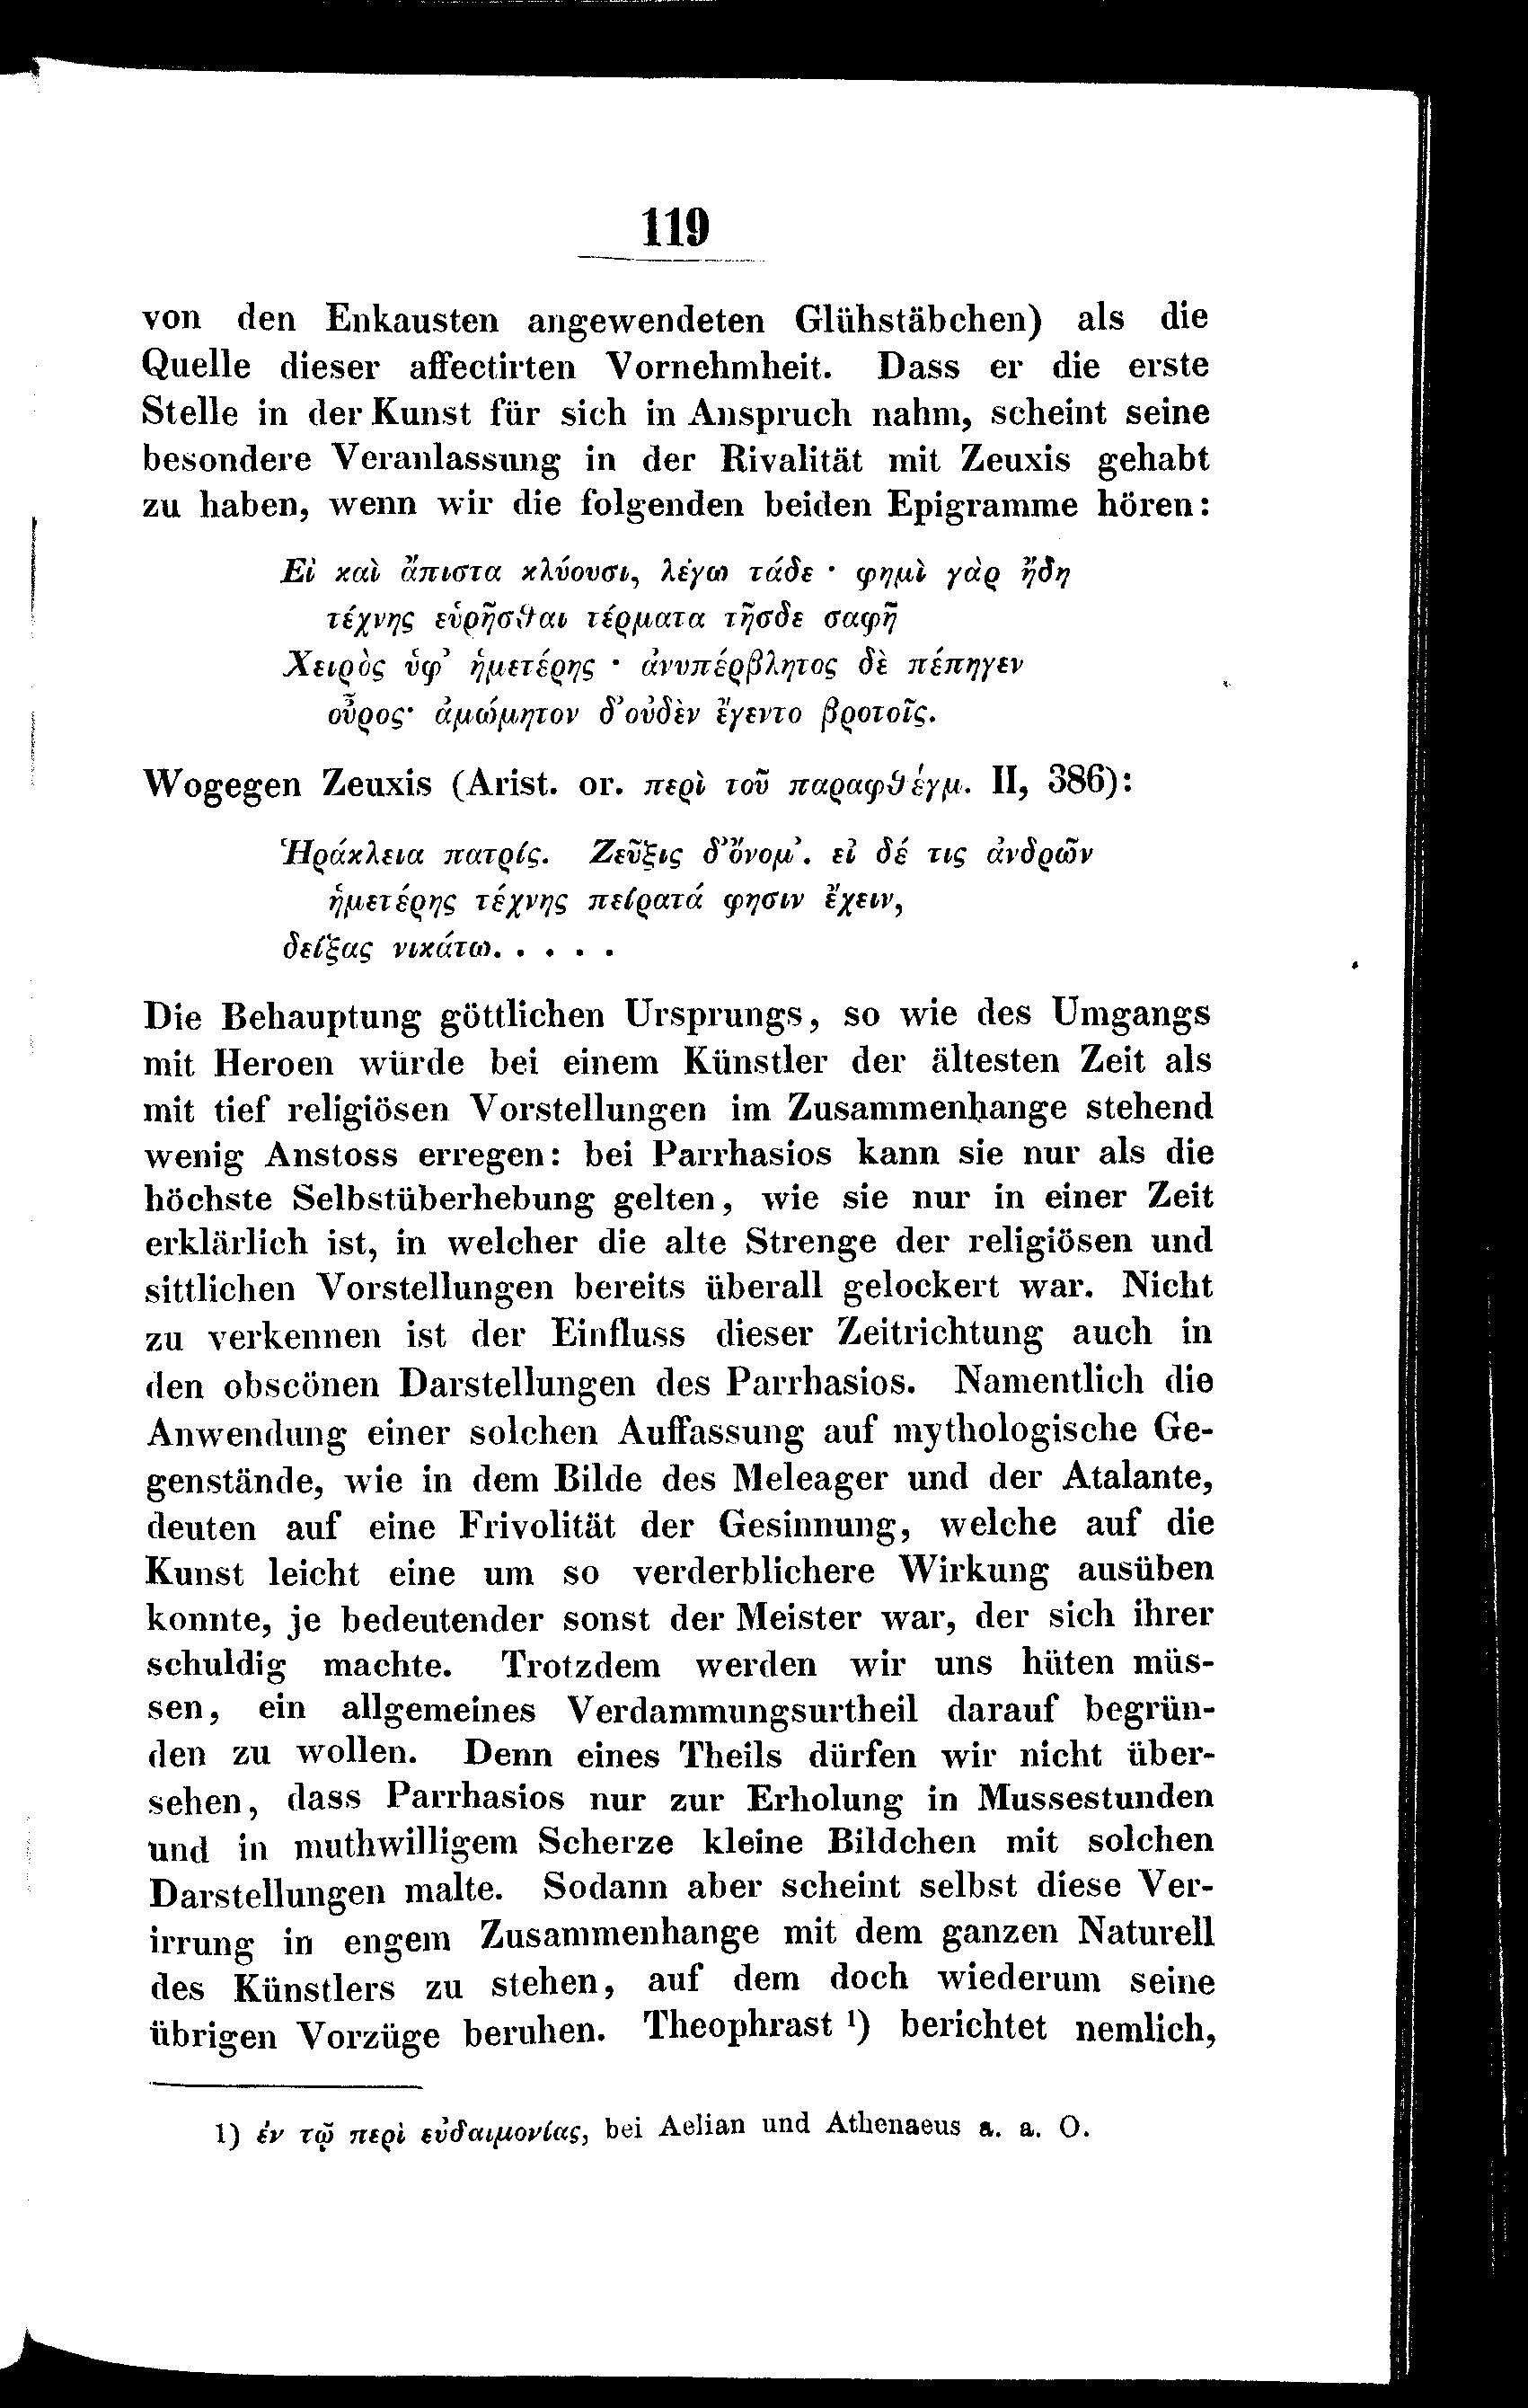 119
von den Enkausten angewendeten Glühstäbchen) als die
Quelle dieser affectirten Vornehmheit. Dass er die erste
Stelle in der Kunst für sich in Anspruch nahm, scheint seine
besondere Veranlassung in der Rivalität mit Zeuxis gehabt
zu haben, wenn wir die folgenden beiden Epigramme hören:
Εἰ καὶ ἄπιστα κλύουσι, λέγω τάδε · φημὶ γὰρ ἤδη
τέχνης εὑρῆσϑαι τέρματα τῆσδε σαφῆ
Χειρὸς ὑφ’ ἡμετέρης · ἀνυπέρβλητος δὲ πέπηγεν
οὖρος· ἀμώμητον δ’οὐδὲν ἔγεντο βροτοῖς.
Wogegen Zeuxis (Arist. or. περὶ τοῦ παραφϑέγμ. II, 386):
Ἡράκλεια πατρίς. Ζεῦξις δ’ὄνομ’. εἰ δέ τις ἀνδρῶν
ἡμετέρης τέχνης πείρατά φησιν ἔχειν,
δείξας νικάτω. . . . .
Die Behauptung göttlichen Ursprungs, so wie des Umgangs
mit Heroen würde bei einem Künstler der ältesten Zeit als
mit tief religiösen Vorstellungen im Zusammenhange stehend
wenig Anstoss erregen: bei Parrhasios kann sie nur als die
höchste Selbstüberhebung gelten, wie sie nur in einer Zeit
erklärlich ist, in welcher die alte Strenge der religiösen und
sittlichen Vorstellungen bereits überall gelockert war. Nicht
zu verkennen ist der Einfluss dieser Zeitrichtung auch in
den obscönen Darstellungen des Parrhasios. Namentlich die
Anwendung einer solchen Auffassung auf mythologische Ge-
genstände, wie in dem Bilde des Meleager und der Atalante,
deuten auf eine Frivolität der Gesinnung, welche auf die
Kunst leicht eine um so verderblichere Wirkung ausüben
konnte, je bedeutender sonst der Meister war, der sich ihrer
schuldig machte. Trotzdem werden wir uns hüten müs-
sen, ein allgemeines Verdammungsurtheil darauf begrün-
den zu wollen. Denn eines Theils dürfen wir nicht über-
sehen, dass Parrhasios nur zur Erholung in Mussestunden
und in muthwilligem Scherze kleine Bildchen mit solchen
Darstellungen malte. Sodann aber scheint selbst diese Ver-
irrung in engem Zusammenhange mit dem ganzen Naturell
des Künstlers zu stehen, auf dem doch wiederum seine
übrigen Vorzüge beruhen. Theophrast ¹) berichtet nemlich,
1) ἐν τῷ περὶ εὐδαιμονίας, bei Aelian und Athenaeus a. a. O.